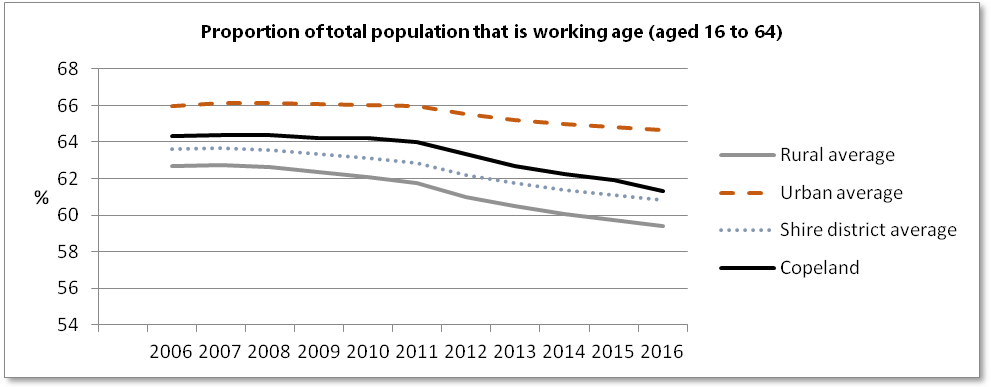 Proportion of total population that is working age (aged 16 to 64)
68
66
64
62
60
58
56
54
%
2006 2007 2008 2009 2010 2011 2012 2013 2014 2015 2016
Rural average
Urban average
Shire district average
Copeland